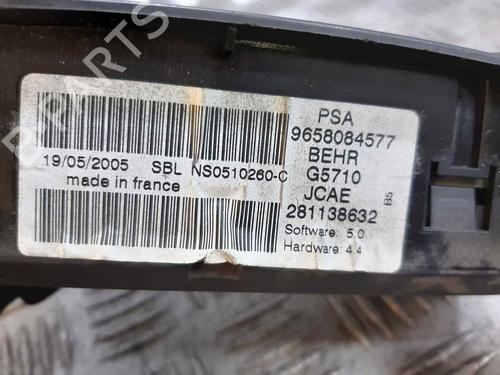 PSA
9658084577
BEHR
19/05/2005 SBL NS0510260-C G5710
made in france JCAE
281138632 B5
Software: 5.0
Hardware: 4.4